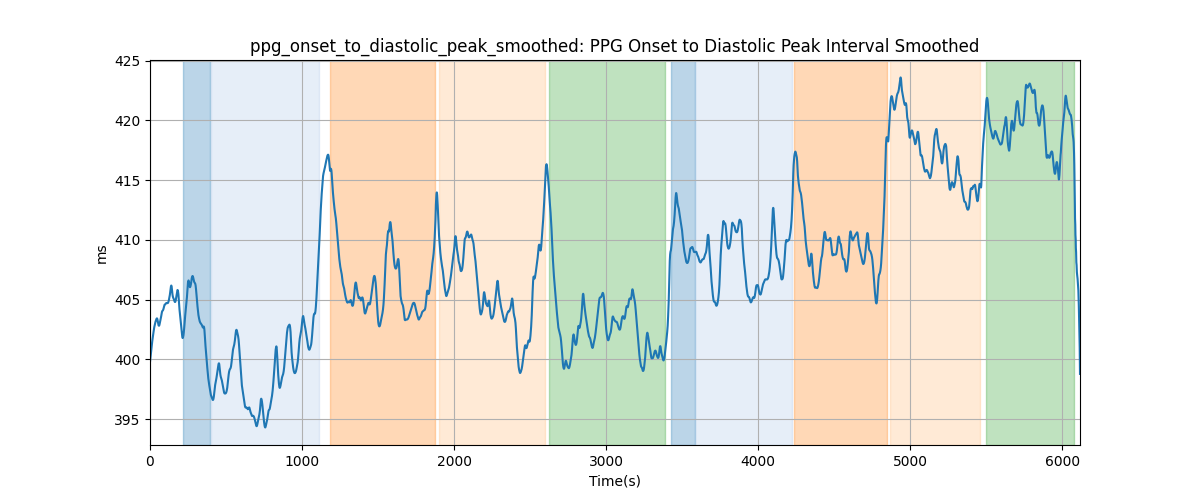 ppg_onset_to_diastolic_peak_smoothed: PPG Onset to Diastolic Peak Interval Smoothed
425
420
415
410
405
400
395
ms
0 1000 2000 3000 4000 5000 6000
Time(s)